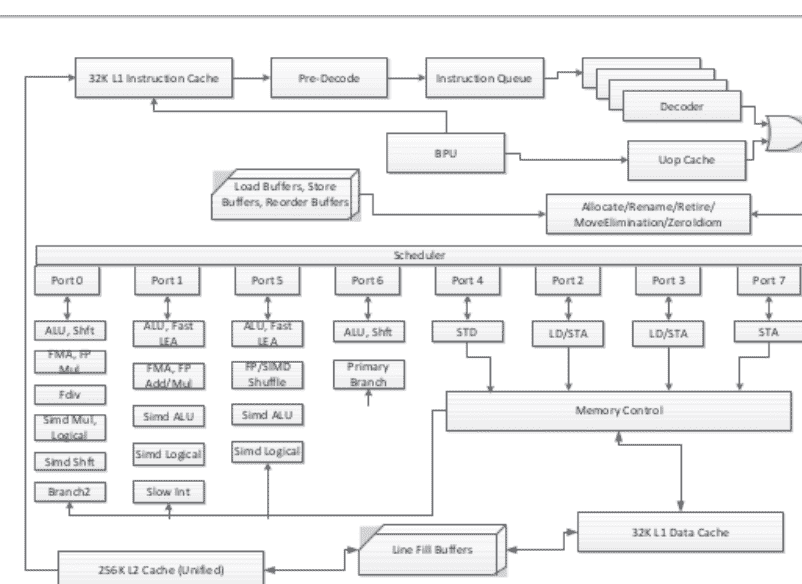 32K L1 Instruction Cache
Pre-Decode
Instruction Queue
Decoder
BPU
Uop Cache
Load Buffers, Store
Buffers, Reorder Buffers
Allocate/Rename/Retire/
MoveElimination/ZeroIdiom
Scheduler
Port 0
Port 1
Port 5
Port 6
Port 4
Port 2
Port 3
Port 7
ALU, Shft
ALU, Fast
LEA
ALU, Fast
LEA
ALU, Shft
STD
LD/STA
LD/STA
STA
FMA, FP
Mul
FMA, FP
Add/Mul
FP/SIMD
Shuffle
Primary
Branch
Fdiv
Simd ALU
Simd ALU
Memory Control
Simd Mul,
Logical
Simd Logical
Simd Logical
Simd Shft
Branch2
Slow Int
32K L1 Data Cache
Line Fill Buffers
256K L2 Cache (Unified)